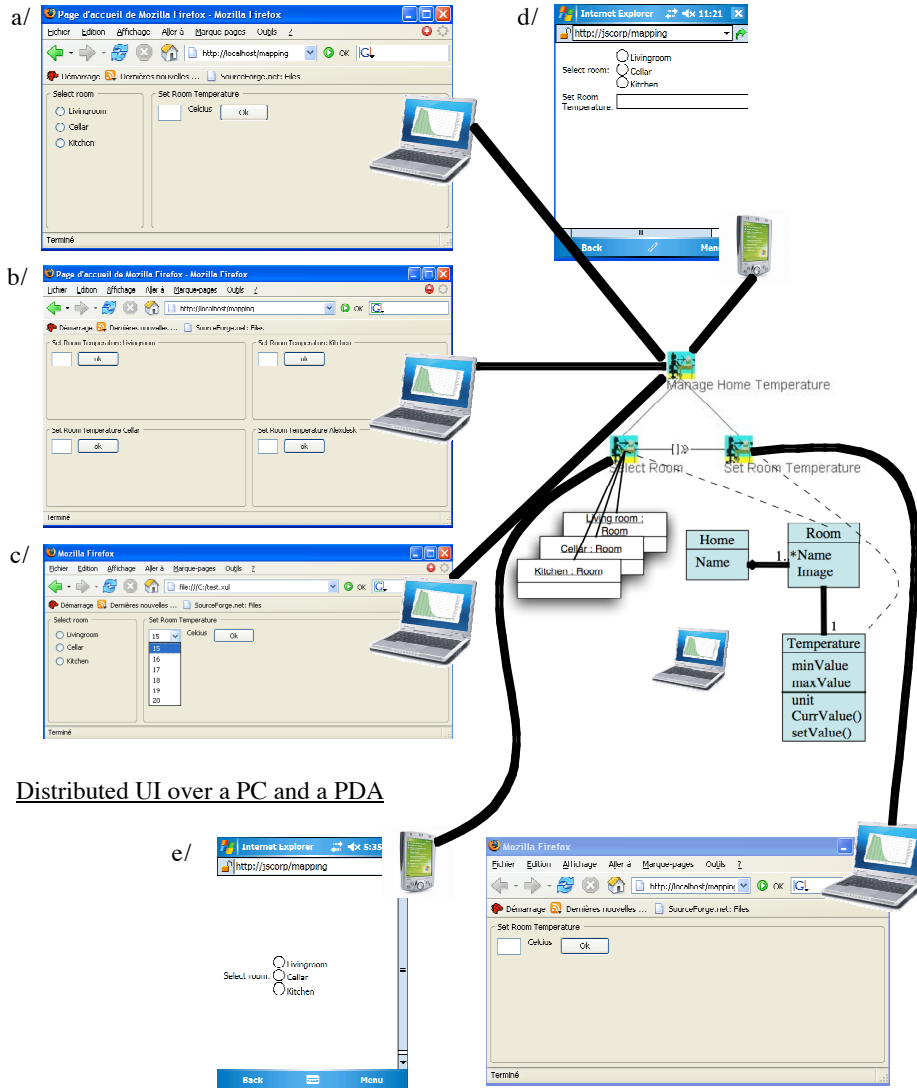 a/
Page d'accueil de Mozilla Firefox - Mozilla Firefox
Fichier Edition Affichage Aller à Marque-pages Outils ?
http://localhost/mapping OK G
Démarrage Dernières nouvelles ... SourceForge.net: Files
Select room
Livingroom
Cellar
Kitchen
Set Room Temperature
Celcius Ok
Terminé
d/
Internet Explorer 11:21
http://jscorp/mapping
Select room:
Livingroom
Cellar
Kitchen
Set Room
Temperature:
Back Menu
b/
Page d'accueil de Mozilla Firefox - Mozilla Firefox
Fichier Edition Affichage Aller à Marque-pages Outils ?
http://localhost/mapping OK G
Démarrage Dernières nouvelles ... SourceForge.net: Files
Set Room Temperature Livingroom
ok
Set Room Temperature Kitchen
ok
Set Room Temperature Cellar
ok
Set Room Temperature Alexdesk
ok
Terminé
Manage Home Temperature
Select Room
[]»
Set Room Temperature
Living room :
Room
Cellar : Room
Kitchen : Room
Home
Name
1..*
Room
Name
Image
1
Temperature
minValue
maxValue
unit
CurrValue()
setValue()
c/
Mozilla Firefox
Fichier Edition Affichage Aller à Marque-pages Outils ?
file:///C:/test.xul OK G
Démarrage Dernières nouvelles ... SourceForge.net: Files
Select room
Livingroom
Cellar
Kitchen
Set Room Temperature
15 Celcius Ok
15
16
17
18
19
20
Terminé
Distributed UI over a PC and a PDA
e/
Internet Explorer 5:35
http://jscorp/mapping
Select room:
Livingroom
Cellar
Kitchen
Back Menu
Mozilla Firefox
Fichier Edition Affichage Aller à Marque-pages Outils ?
http://localhost/mapping OK G
Démarrage Dernières nouvelles ... SourceForge.net: Files
Set Room Temperature
Celcius Ok
Terminé